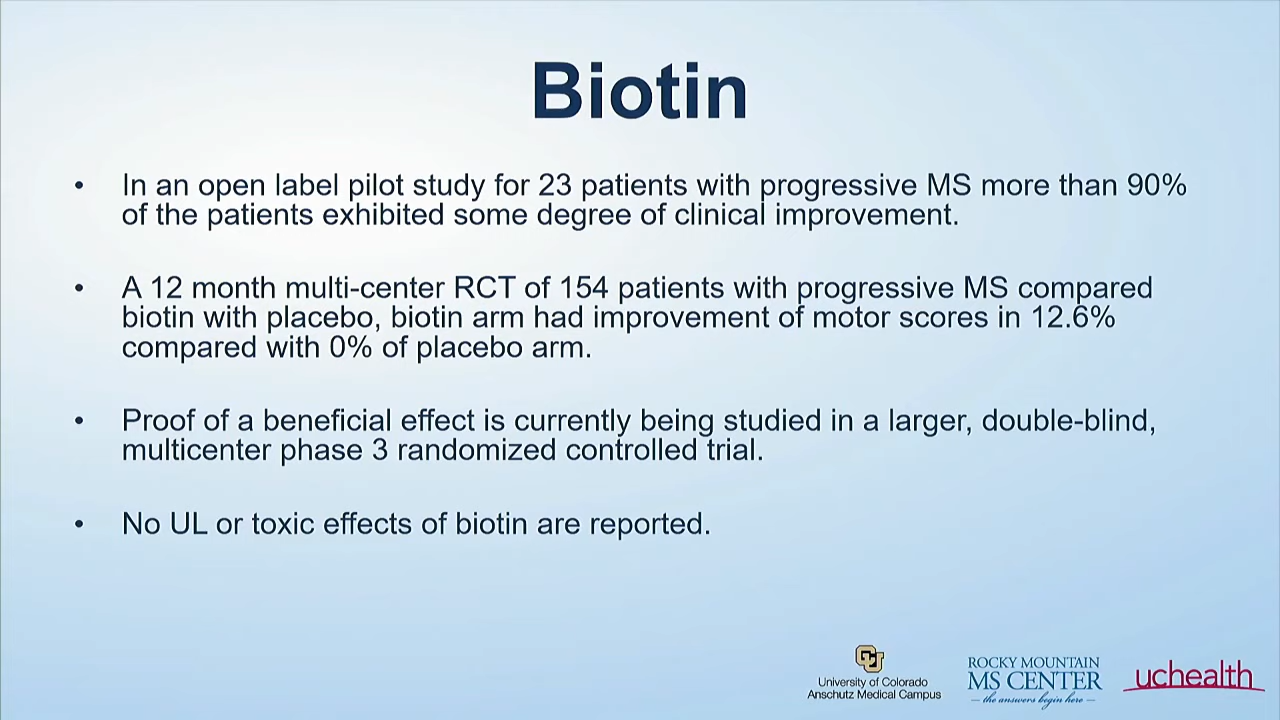 Biotin
• In an open label pilot study for 23 patients with progressive MS more than 90%
of the patients exhibited some degree of clinical improvement.
• A 12 month multi-center RCT of 154 patients with progressive MS compared
biotin with placebo, biotin arm had improvement of motor scores in 12.6%
compared with 0% of placebo arm.
• Proof of a beneficial effect is currently being studied in a larger, double-blind,
multicenter phase 3 randomized controlled trial.
• No UL or toxic effects of biotin are reported.
CU
University of Colorado
Anschutz Medical Campus
ROCKY MOUNTAIN
MS CENTER
— the answers begin here —
uchealth